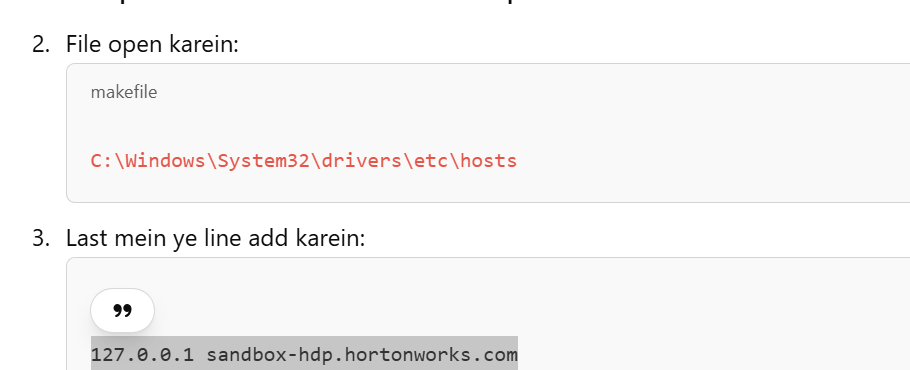 2. File open karein:
makefile
C:\Windows\System32\drivers\etc\hosts
3. Last mein ye line add karein:
127.0.0.1 sandbox-hdp.hortonworks.com